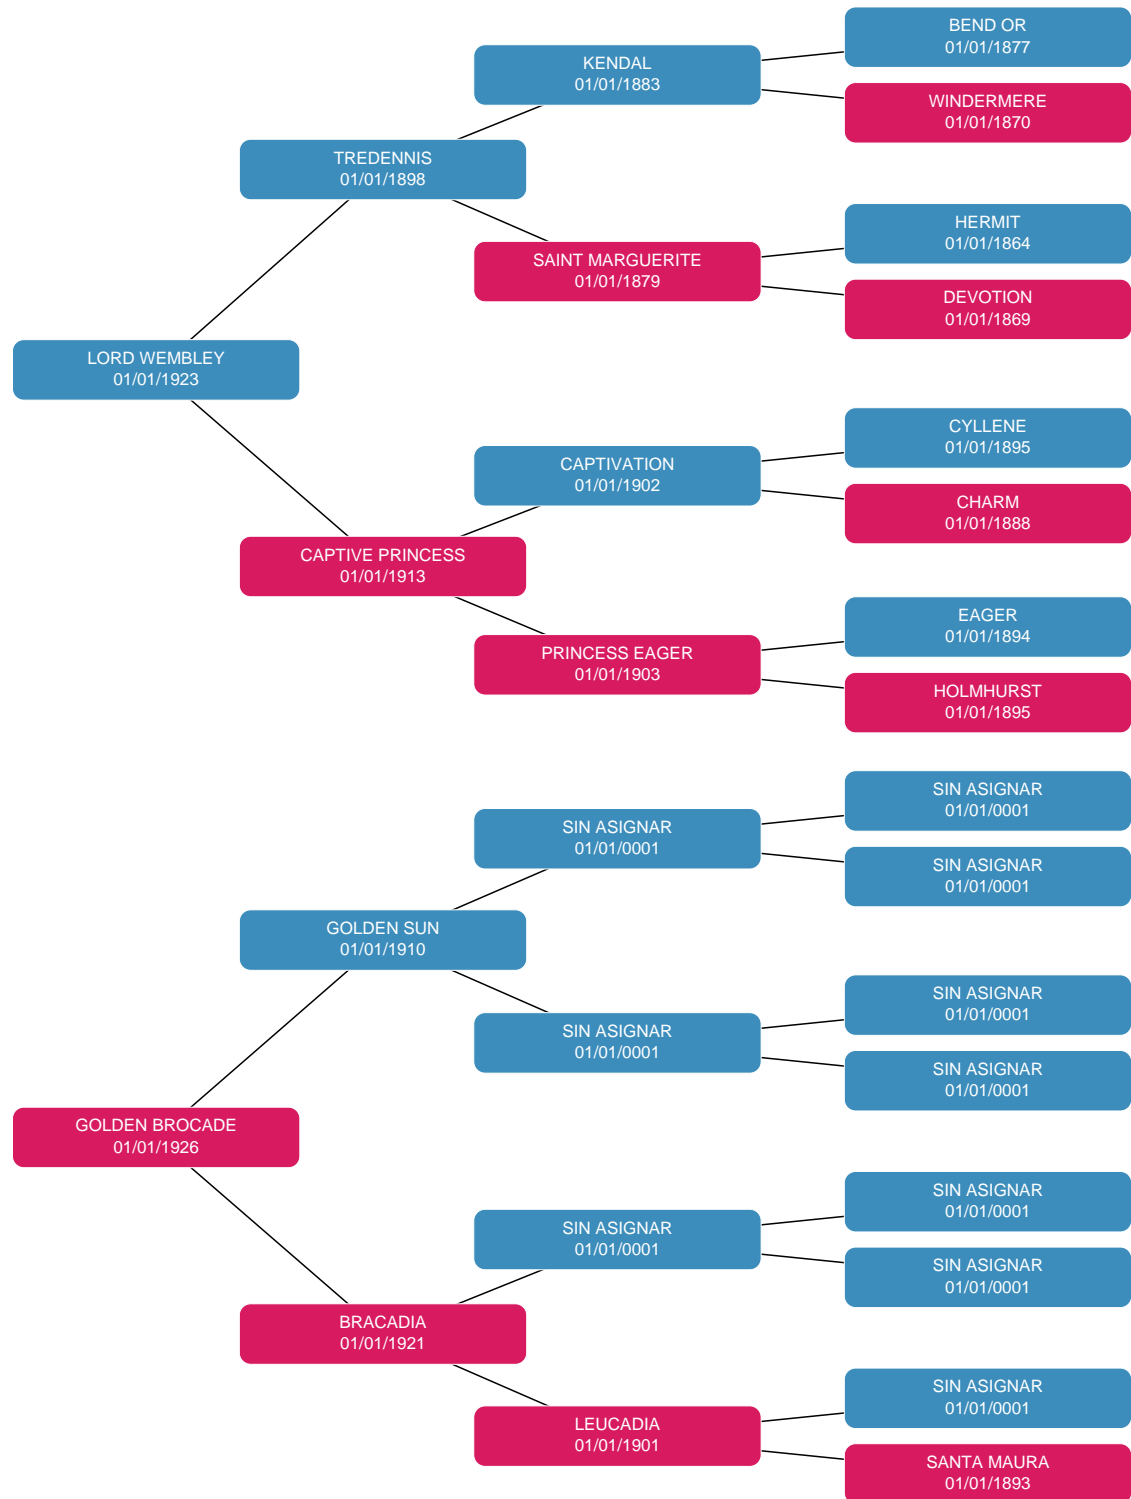 BEND OR
01/01/1877
KENDAL
01/01/1883
WINDERMERE
01/01/1870
TREDENNIS
01/01/1898
HERMIT
01/01/1864
SAINT MARGUERITE
01/01/1879
DEVOTION
01/01/1869
LORD WEMBLEY
01/01/1923
CYLLENE
01/01/1895
CAPTIVATION
01/01/1902
CHARM
01/01/1888
CAPTIVE PRINCESS
01/01/1913
EAGER
01/01/1894
PRINCESS EAGER
01/01/1903
HOLMHURST
01/01/1895
SIN ASIGNAR
01/01/0001
SIN ASIGNAR
01/01/0001
SIN ASIGNAR
01/01/0001
GOLDEN SUN
01/01/1910
SIN ASIGNAR
01/01/0001
SIN ASIGNAR
01/01/0001
SIN ASIGNAR
01/01/0001
GOLDEN BROCADE
01/01/1926
SIN ASIGNAR
01/01/0001
SIN ASIGNAR
01/01/0001
SIN ASIGNAR
01/01/0001
BRACADIA
01/01/1921
SIN ASIGNAR
01/01/0001
LEUCADIA
01/01/1901
SANTA MAURA
01/01/1893